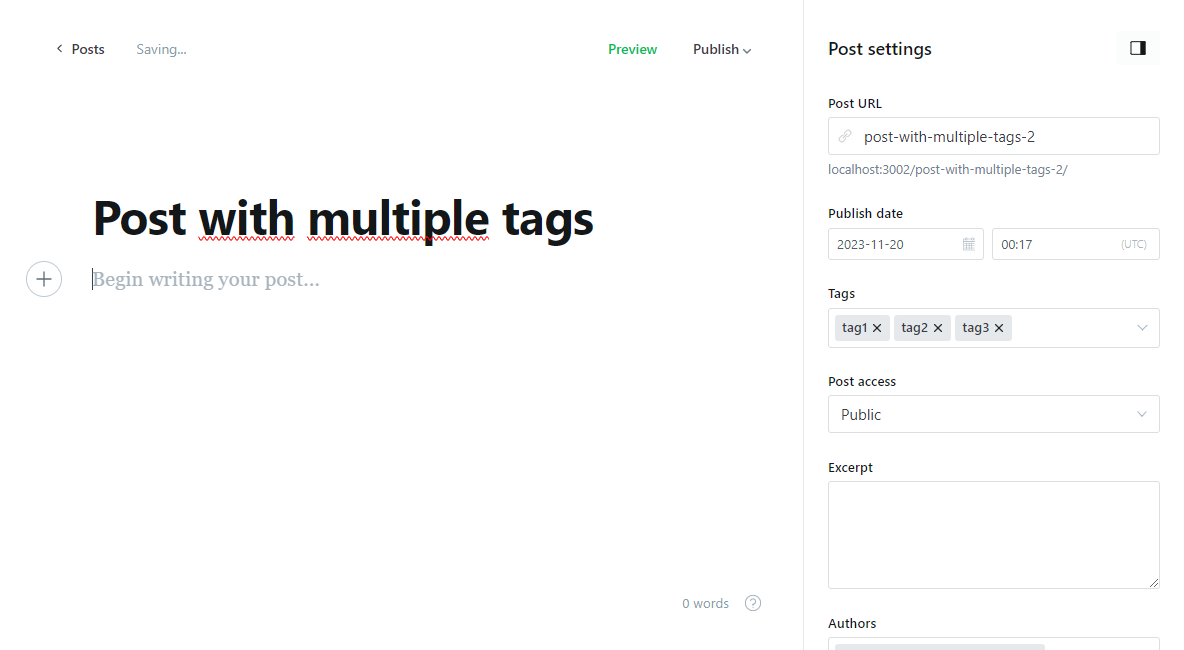 Posts Saving... Preview Publish
Post with multiple tags
Begin writing your post...
0 words ?
Post settings
Post URL
post-with-multiple-tags-2
localhost:3002/post-with-multiple-tags-2/
Publish date
2023-11-20 00:17 (UTC)
Tags
tag1 tag2 tag3
Post access
Public
Excerpt
Authors